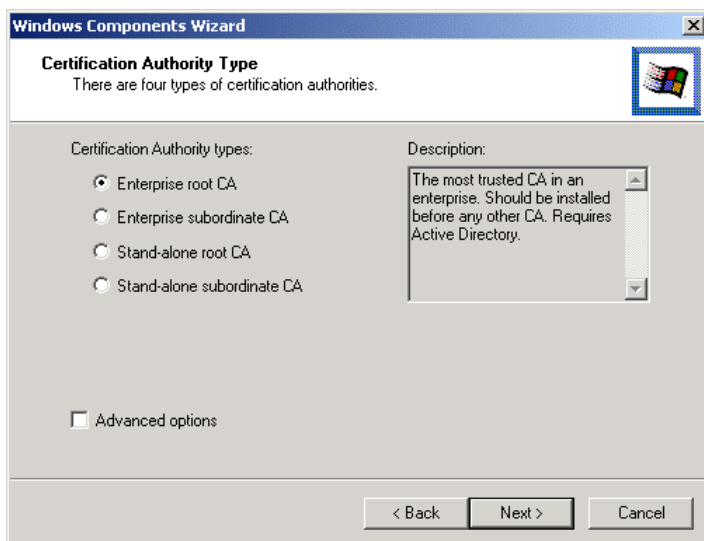 Windows Components Wizard
Certification Authority Type
There are four types of certification authorities.
Certification Authority types:
Enterprise root CA
Enterprise subordinate CA
Stand-alone root CA
Stand-alone subordinate CA
Description:
The most trusted CA in an
enterprise. Should be installed
before any other CA. Requires
Active Directory.
Advanced options
< Back
Next >
Cancel